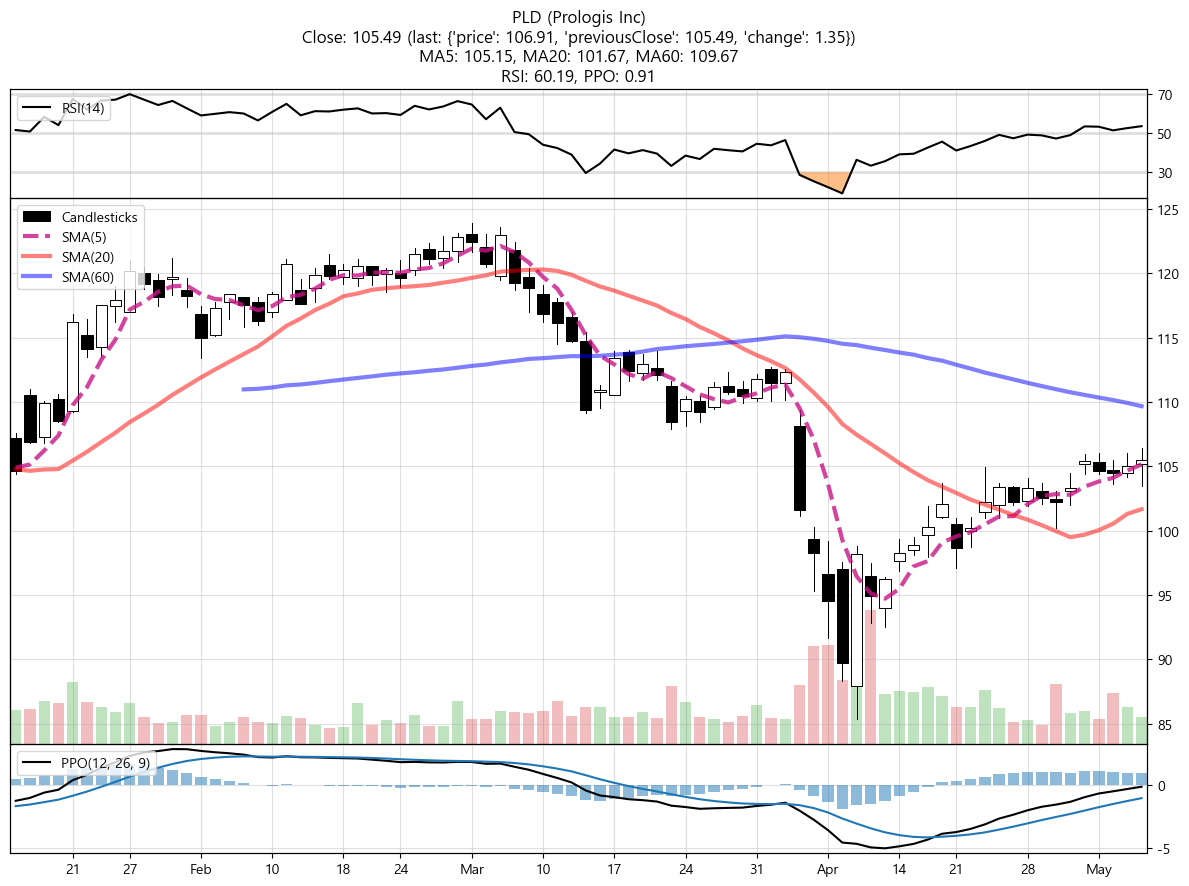 PLD (Prologis Inc)
Close: 105.49 (last: {'price': 106.91, 'previousClose': 105.49, 'change': 1.35})
MA5: 105.15, MA20: 101.67, MA60: 109.67
RSI: 60.19, PPO: 0.91
RSI(14)
70
50
30
Candlesticks
SMA(5)
SMA(20)
SMA(60)
125
120
115
110
105
100
95
90
85
PPO(12, 26, 9)
0
-5
21 27 Feb 10 18 24 Mar 10 17 24 31 Apr 14 21 28 May